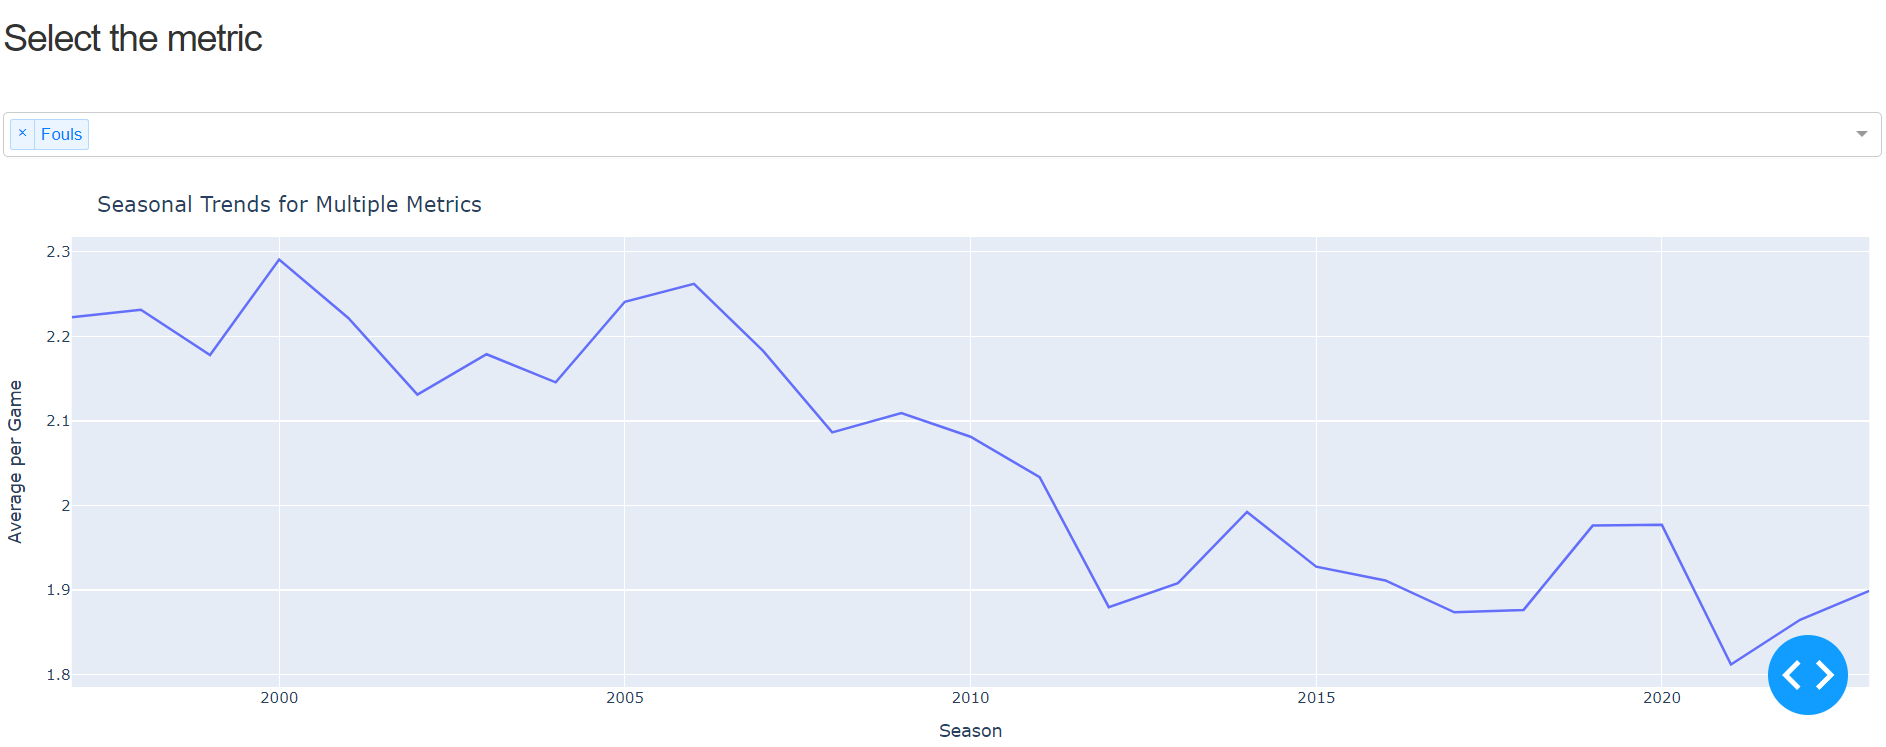 Select the metric
× Fouls
Seasonal Trends for Multiple Metrics
2.3
2.2
2.1
2
1.9
1.8
Average per Game
2000 2005 2010 2015 2020
Season